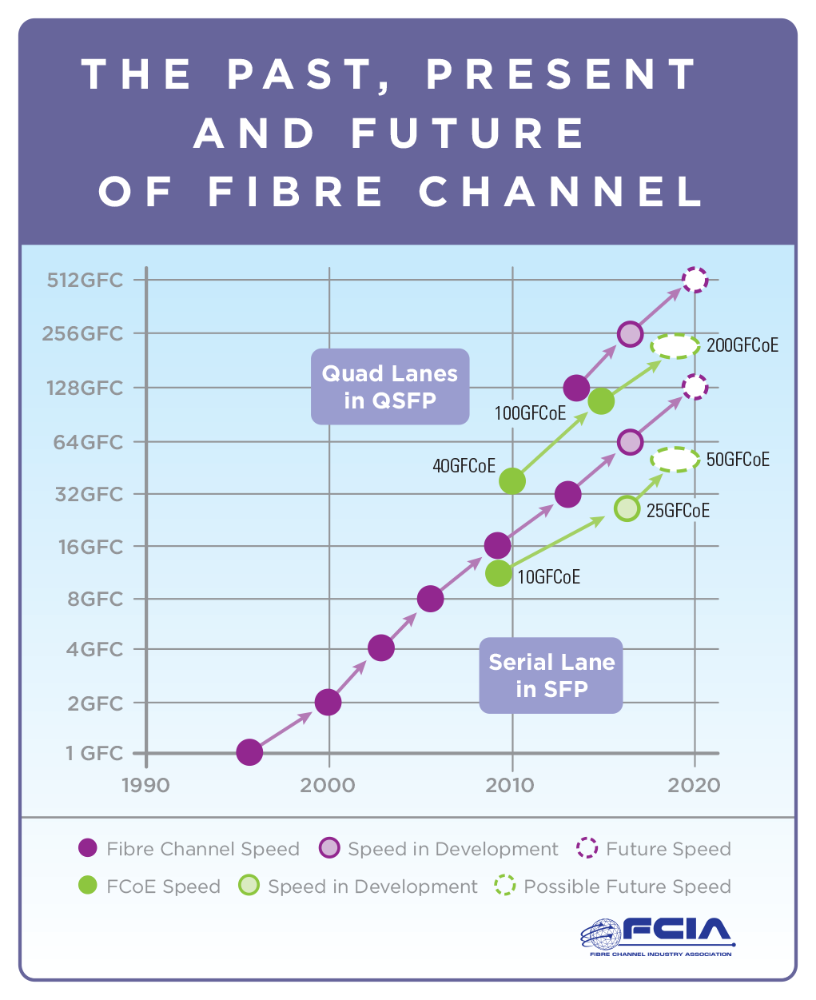 THE PAST, PRESENT
AND FUTURE
OF FIBRE CHANNEL
512GFC
256GFC
200GFCoE
Quad Lanes
in QSFP
128GFC
100GFCoE
64GFC
40GFCoE
50GFCoE
32GFC
25GFCoE
16GFC
10GFCoE
8GFC
4GFC
Serial Lane
in SFP
2GFC
1 GFC
1990 2000 2010 2020
Fibre Channel Speed Speed in Development Future Speed
FCoE Speed Speed in Development Possible Future Speed
FCIA
FIBRE CHANNEL INDUSTRY ASSOCIATION